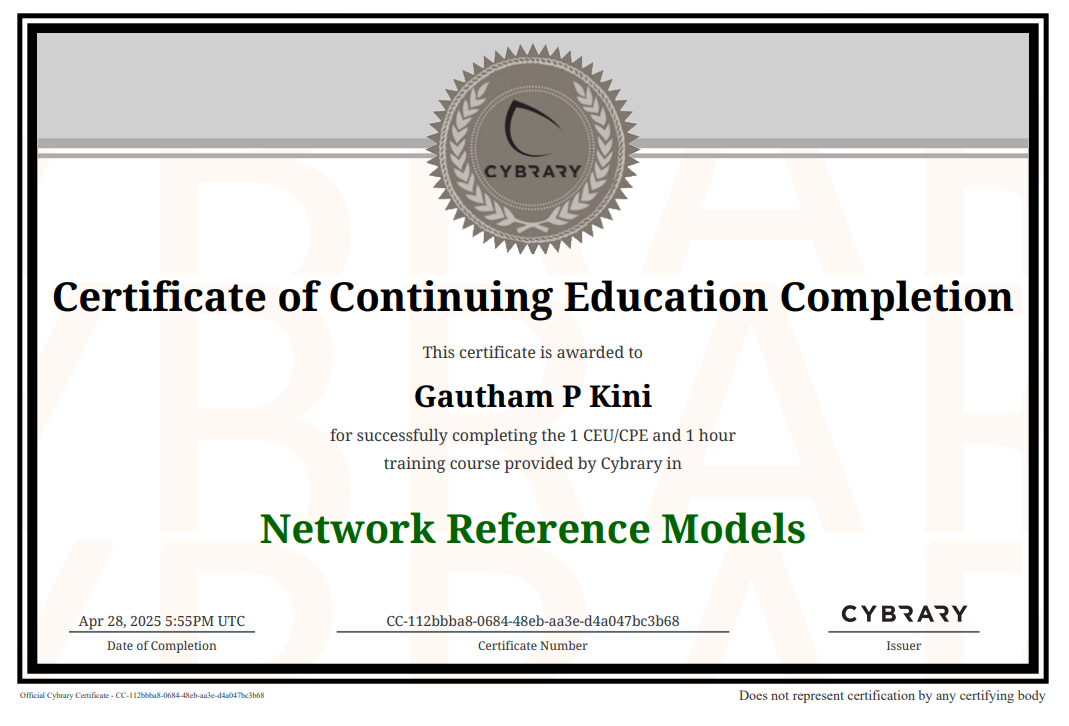 CYBRARY
Certificate of Continuing Education Completion
This certificate is awarded to
Gautham P Kini
for successfully completing the 1 CEU/CPE and 1 hour
training course provided by Cybrary in
Network Reference Models
Apr 28, 2025 5:55PM UTC
CC-112bbba8-0684-48eb-aa3e-d4a047bc3b68
CYBRARY
Date of Completion
Certificate Number
Issuer
Official Cybrary Certificate - CC-112bbba8-0684-48eb-aa3e-d4a047bc3b68
Does not represent certification by any certifying body